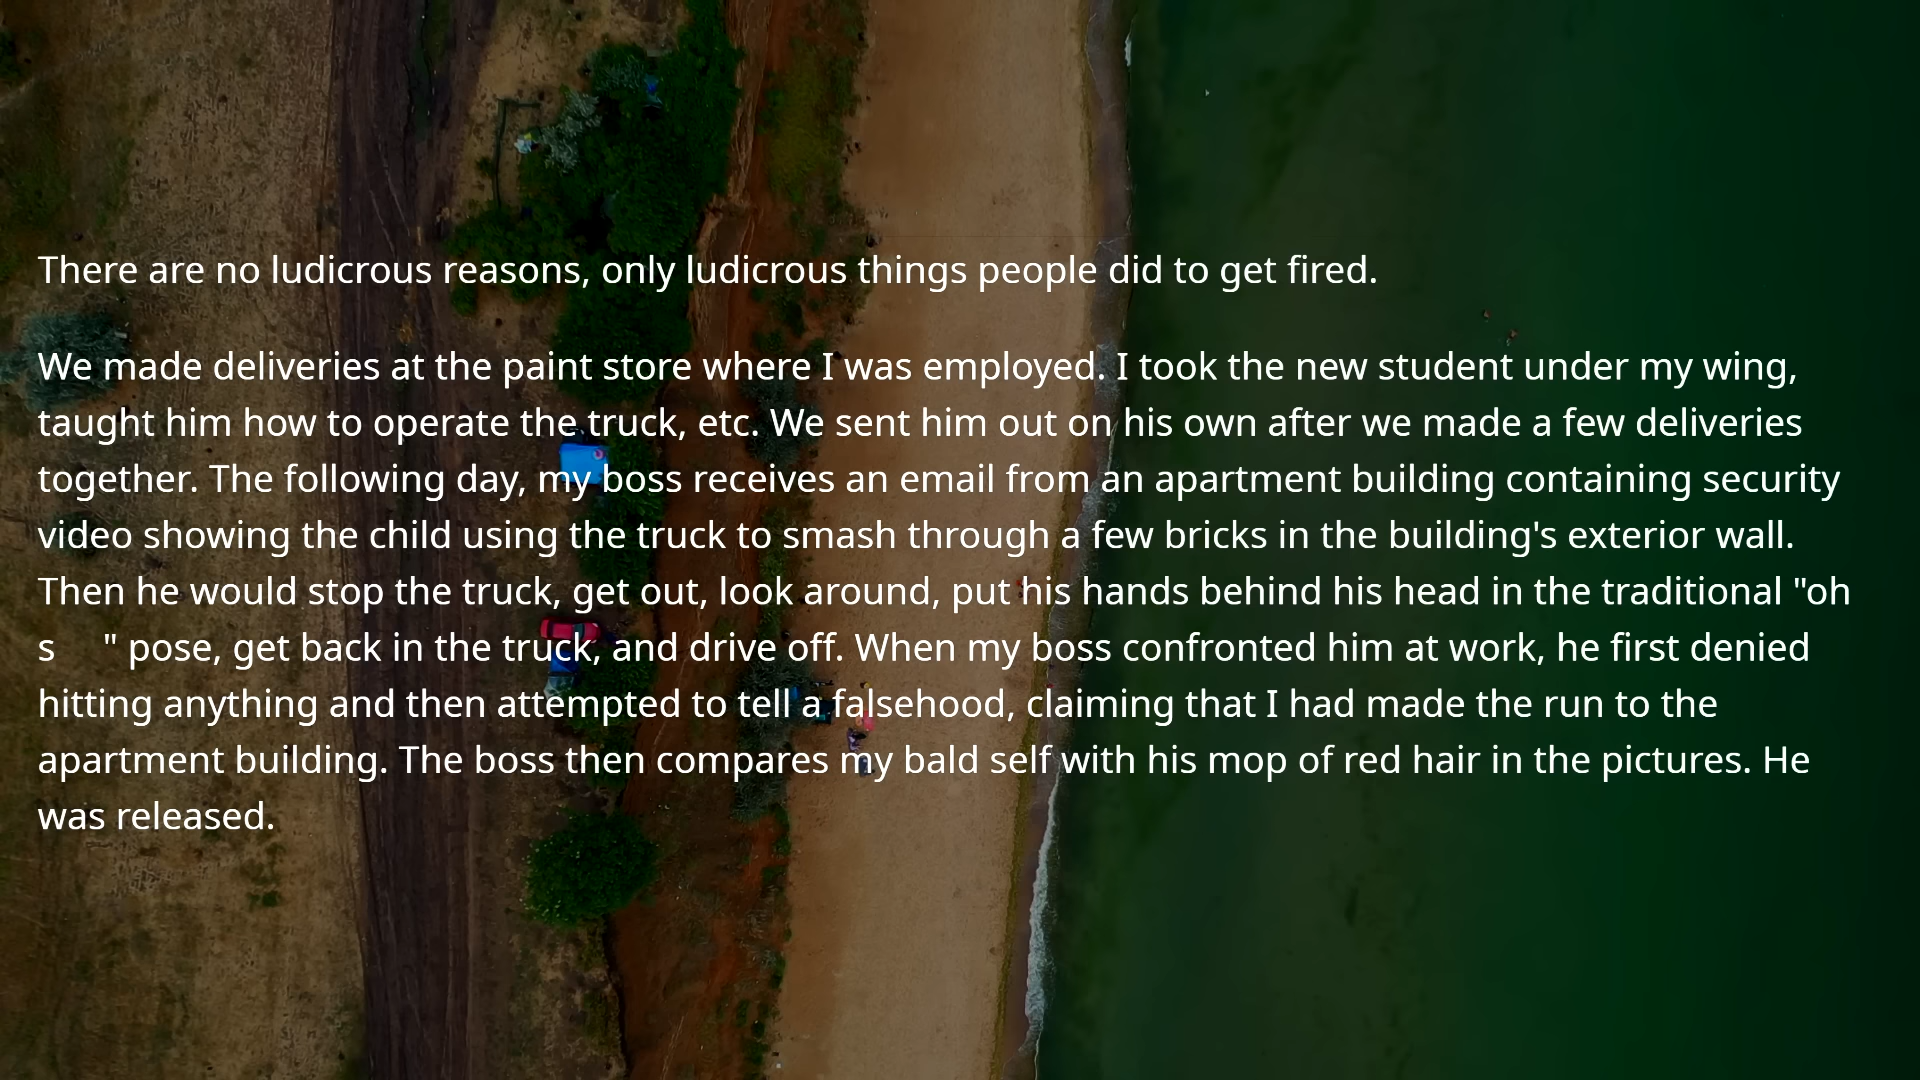 There are no ludicrous reasons, only ludicrous things people did to get fired.
We made deliveries at the paint store where I was employed. I took the new student under my wing,
taught him how to operate the truck, etc. We sent him out on his own after we made a few deliveries
together. The following day, my boss receives an email from an apartment building containing security
video showing the child using the truck to smash through a few bricks in the building's exterior wall.
Then he would stop the truck, get out, look around, put his hands behind his head in the traditional "oh
s    " pose, get back in the truck, and drive off. When my boss confronted him at work, he first denied
hitting anything and then attempted to tell a falsehood, claiming that I had made the run to the
apartment building. The boss then compares my bald self with his mop of red hair in the pictures. He
was released.